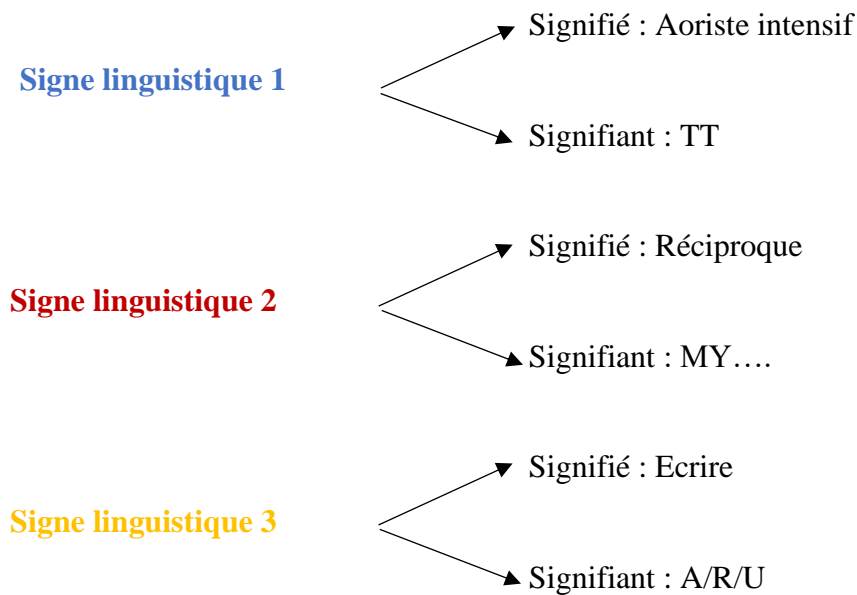 Signifié : Aoriste intensif
Signe linguistique 1
Signifiant : TT
Signifié : Réciproque
Signe linguistique 2
Signifiant : MY….
Signifié : Ecrire
Signe linguistique 3
Signifiant : A/R/U